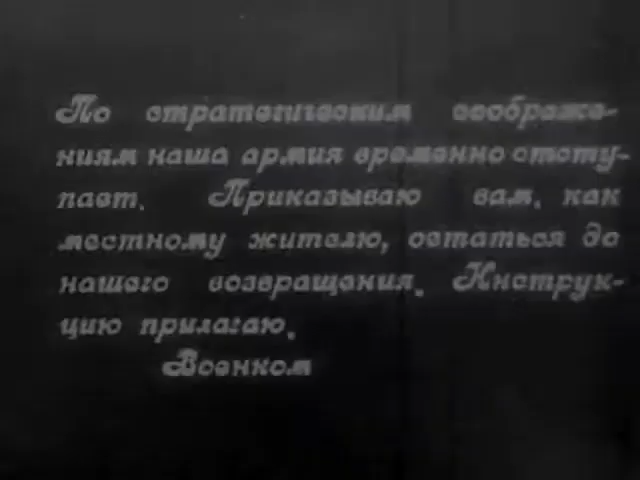 По стратегическим соображе-
ниям наша армия временно отсту-
пает. Приказываю вам, как
местному жителю, остаться до
нашего возвращения. Инструк-
цию прилагаю.
Военком